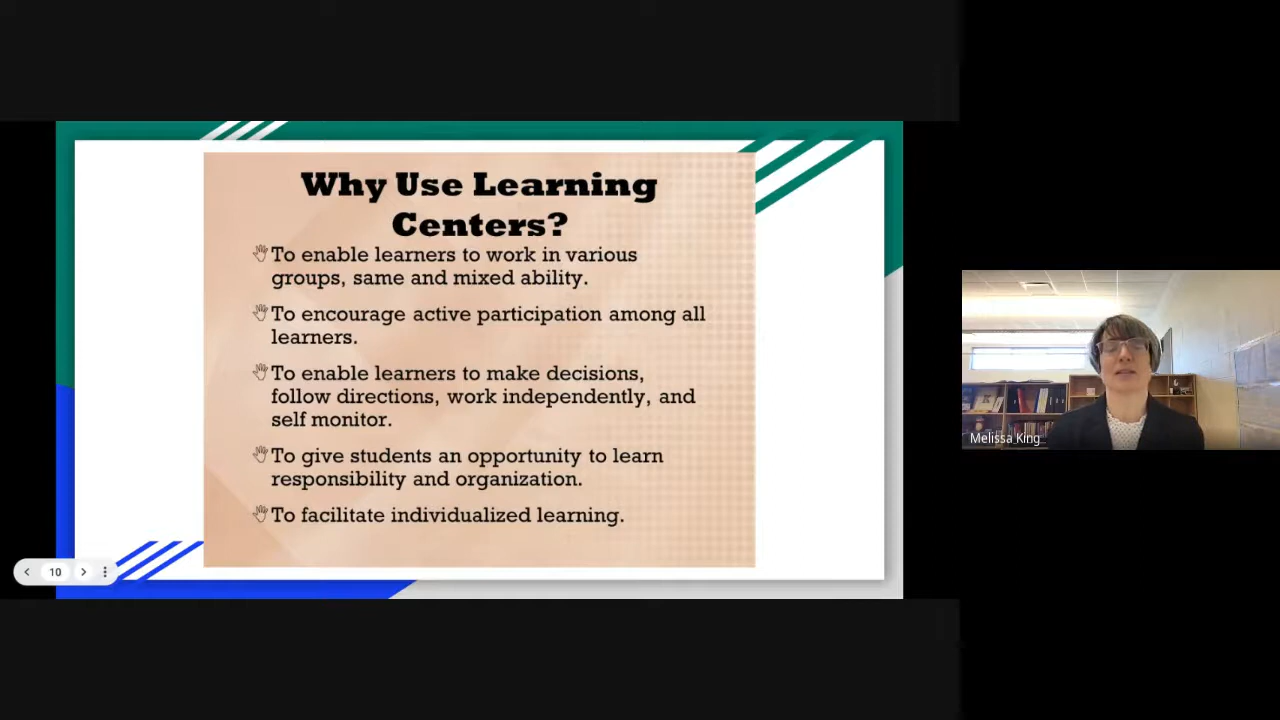 Why Use Learning
Centers?
To enable learners to work in various
groups, same and mixed ability.
To encourage active participation among all
learners.
To enable learners to make decisions,
follow directions, work independently, and
self monitor.
To give students an opportunity to learn
responsibility and organization.
To facilitate individualized learning.
10
Melissa King